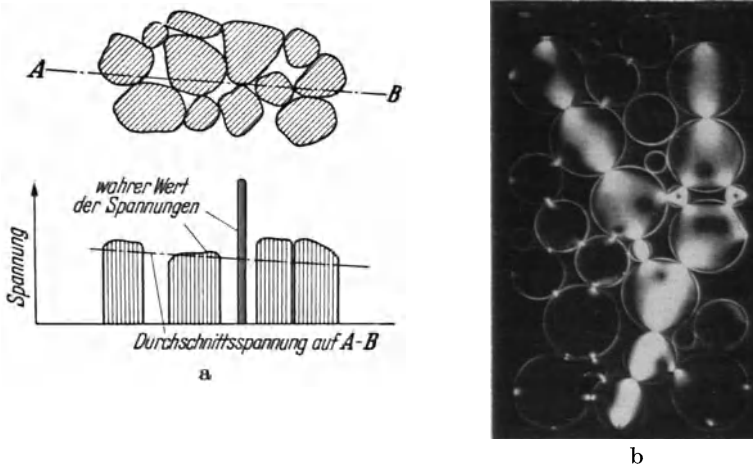 A
B
wahrer Wert
der Spannungen
Spannung
Durchschnittsspannung auf A-B
a
b